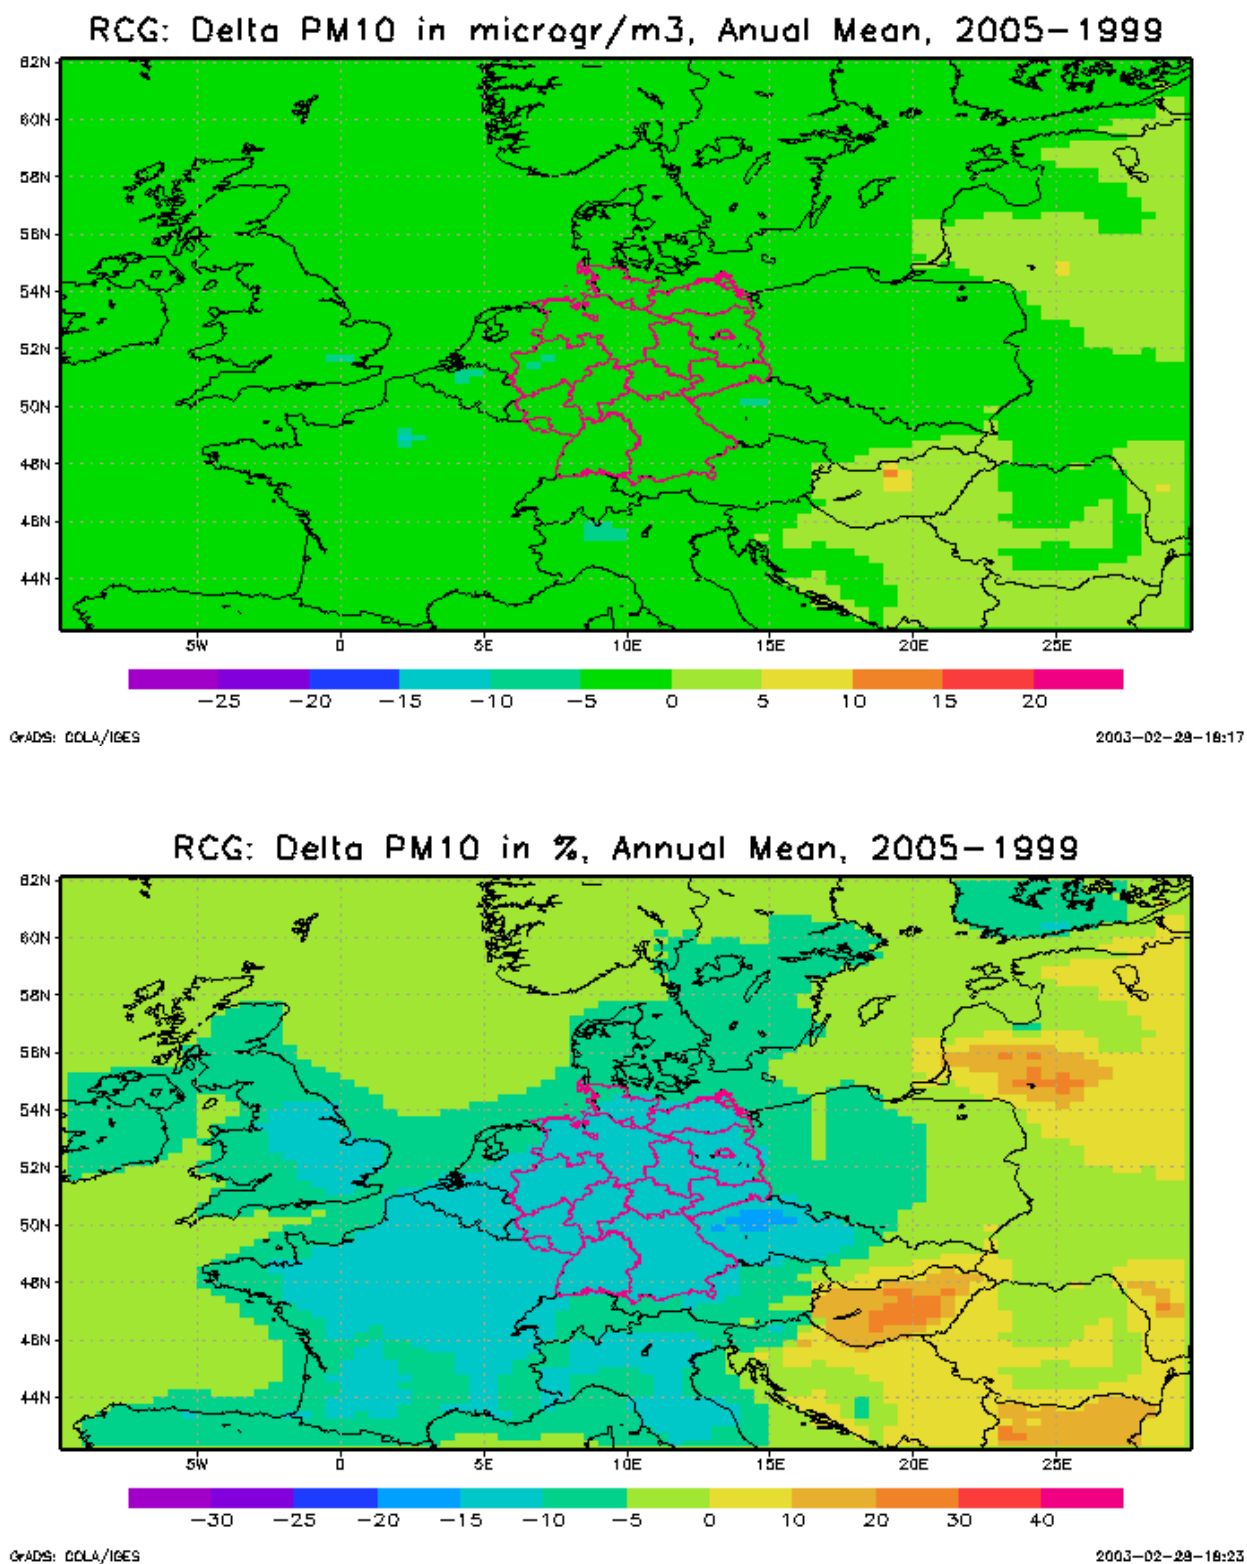 RCG: Delta PM10 in microgr/m3, Anual Mean, 2005-1999
62N
60N
58N
56N
54N
52N
50N
48N
46N
44N
5W 0 5E 10E 15E 20E 25E
-25 -20 -15 -10 -5 0 5 10 15 20
GrADS: COLA/IGES 2003-02-28-18:17
RCG: Delta PM10 in %, Annual Mean, 2005-1999
62N
60N
58N
56N
54N
52N
50N
48N
46N
44N
5W 0 5E 10E 15E 20E 25E
-30 -25 -20 -15 -10 -5 0 10 20 30 40
GrADS: COLA/IGES 2003-02-28-18:23